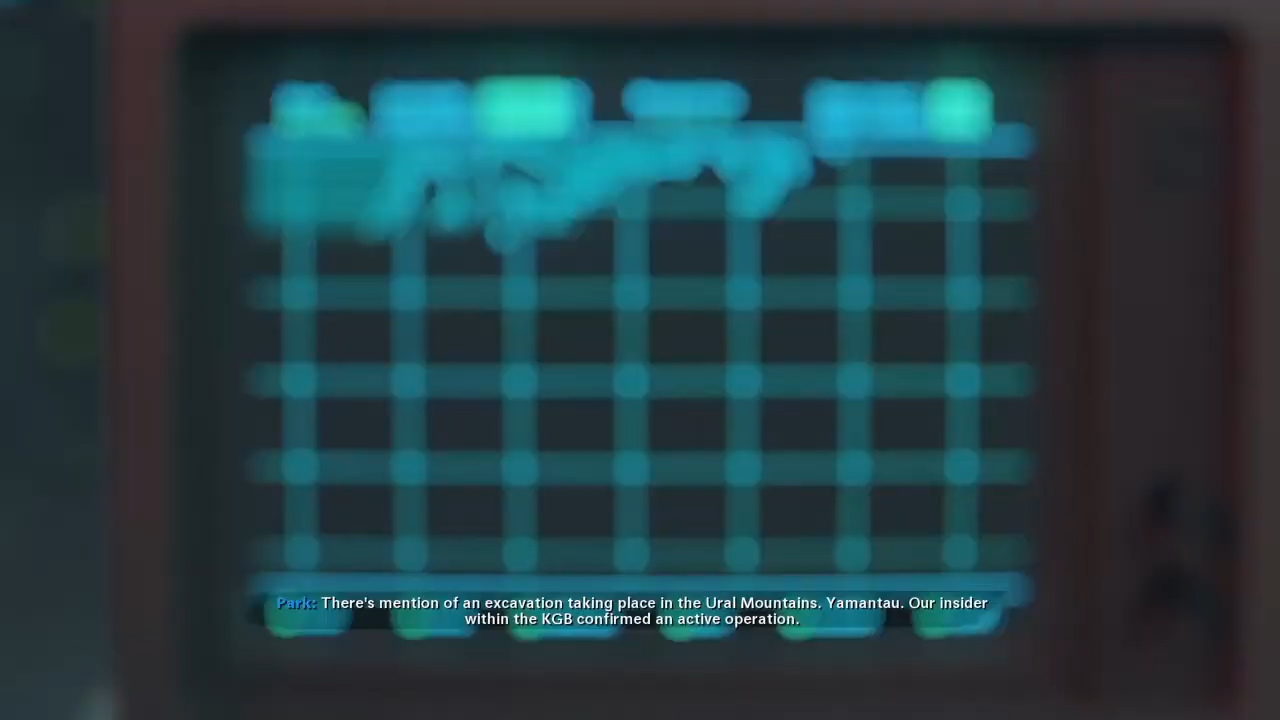 Park: There's mention of an excavation taking place in the Ural Mountains. Yamantau. Our insider
within the KGB confirmed an active operation.